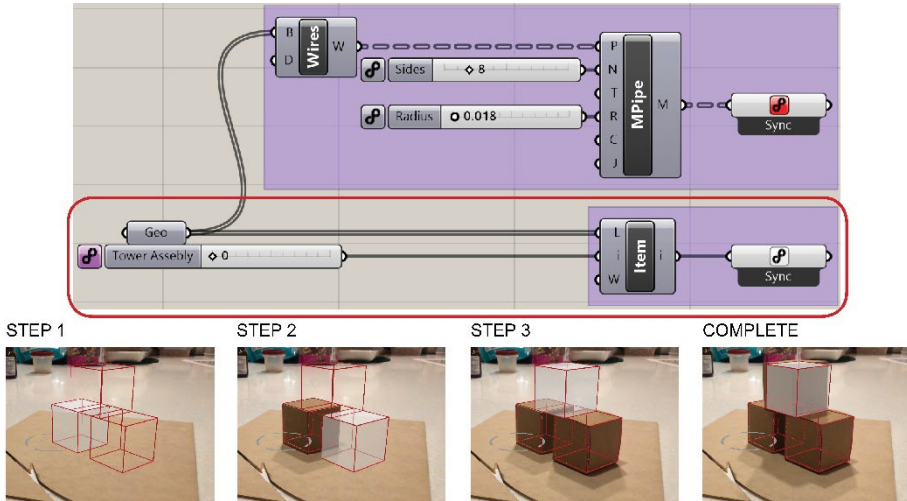 B
D
Wires
W
Sides
8
Radius
0.018
P
N
T
R
C
J
MPipe
M
Sync
Geo
Tower Assebly
0
L
i
W
Item
i
Sync
STEP 1
STEP 2
STEP 3
COMPLETE